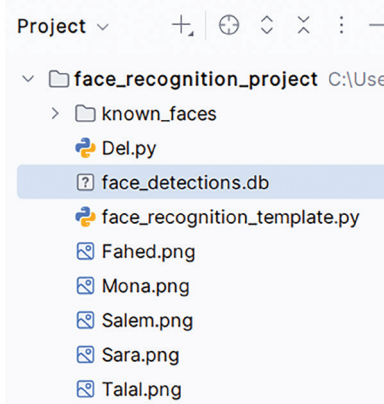 Project
face_recognition_project C:\Use
known_faces
Del.py
face_detections.db
face_recognition_template.py
Fahed.png
Mona.png
Salem.png
Sara.png
Talal.png